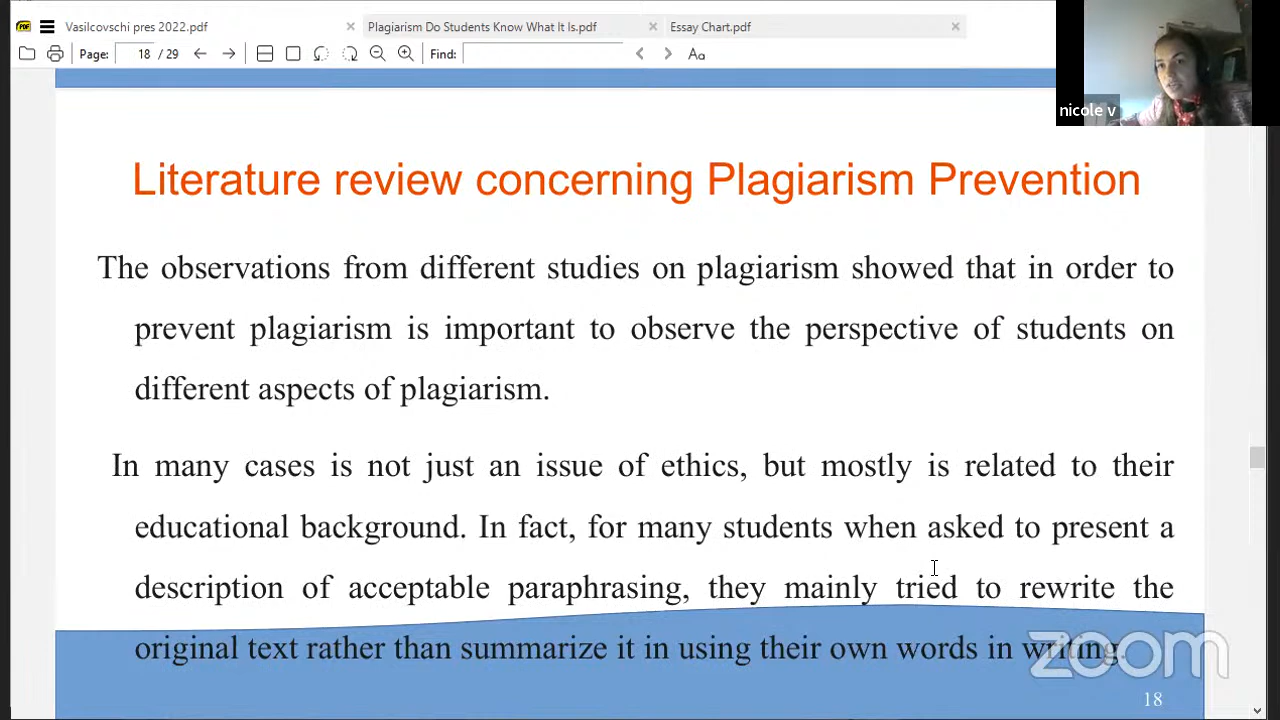 Vasilcovschi pres 2022.pdf
Plagiarism Do Students Know What It Is.pdf
Essay Chart.pdf
Page: 18 / 29
Find:
Aa
nicole v
Literature review concerning Plagiarism Prevention
The observations from different studies on plagiarism showed that in order to
prevent plagiarism is important to observe the perspective of students on
different aspects of plagiarism.
In many cases is not just an issue of ethics, but mostly is related to their
educational background. In fact, for many students when asked to present a
description of acceptable paraphrasing, they mainly tried to rewrite the
original text rather than summarize it in using their own words in writing.
zoom
18